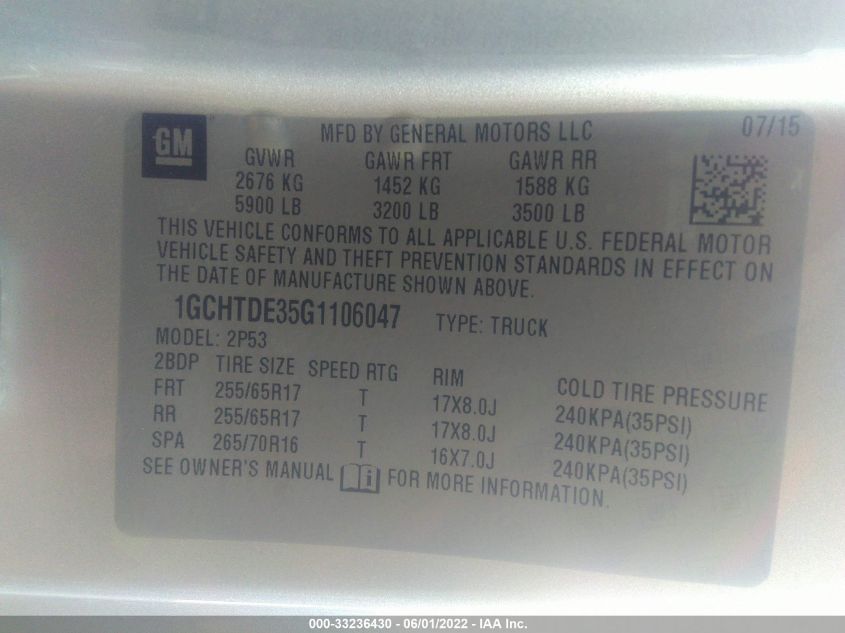 GM
MFD BY GENERAL MOTORS LLC 07/15
GVWR GAWR FRT GAWR RR
2676 KG 1452 KG 1588 KG
5900 LB 3200 LB 3500 LB
THIS VEHICLE CONFORMS TO ALL APPLICABLE U.S. FEDERAL MOTOR
VEHICLE SAFETY AND THEFT PREVENTION STANDARDS IN EFFECT ON
THE DATE OF MANUFACTURE SHOWN ABOVE.
1GCHTDE35G1106047 TYPE: TRUCK
MODEL: 2P53
2BDP TIRE SIZE SPEED RTG RIM COLD TIRE PRESSURE
FRT 255/65R17 T 17X8.0J 240KPA(35PSI)
RR 255/65R17 T 17X8.0J 240KPA(35PSI)
SPA 265/70R16 T 16X7.0J 240KPA(35PSI)
SEE OWNER'S MANUAL i FOR MORE INFORMATION.
000-33236430 - 06/01/2022 - IAA Inc.